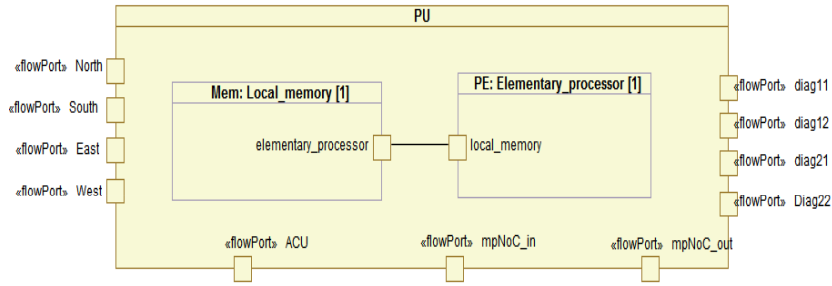 PU
«flowPort» North
«flowPort» South
«flowPort» East
«flowPort» West
Mem: Local_memory [1]
elementary_processor
PE: Elementary_processor [1]
local_memory
«flowPort» diag11
«flowPort» diag12
«flowPort» diag21
«flowPort» Diag22
«flowPort» ACU
«flowPort» mpNoC_in
«flowPort» mpNoC_out